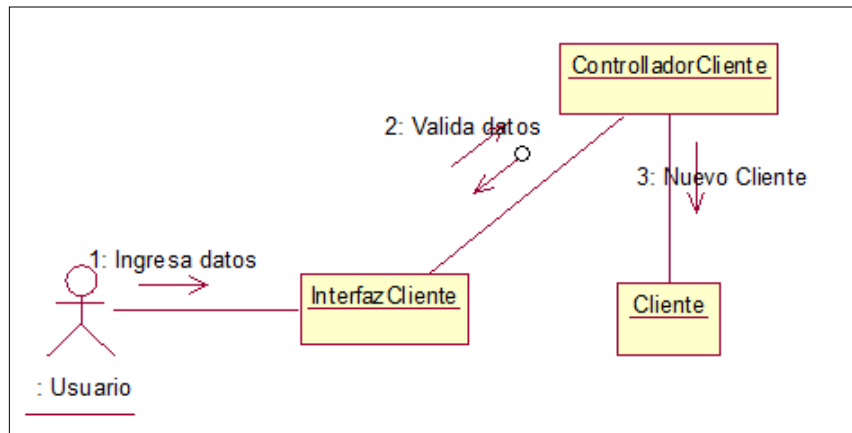 ControlladorCliente
2: Valida datos
3: Nuevo Cliente
1: Ingresa datos
InterfazCliente
Cliente
: Usuario